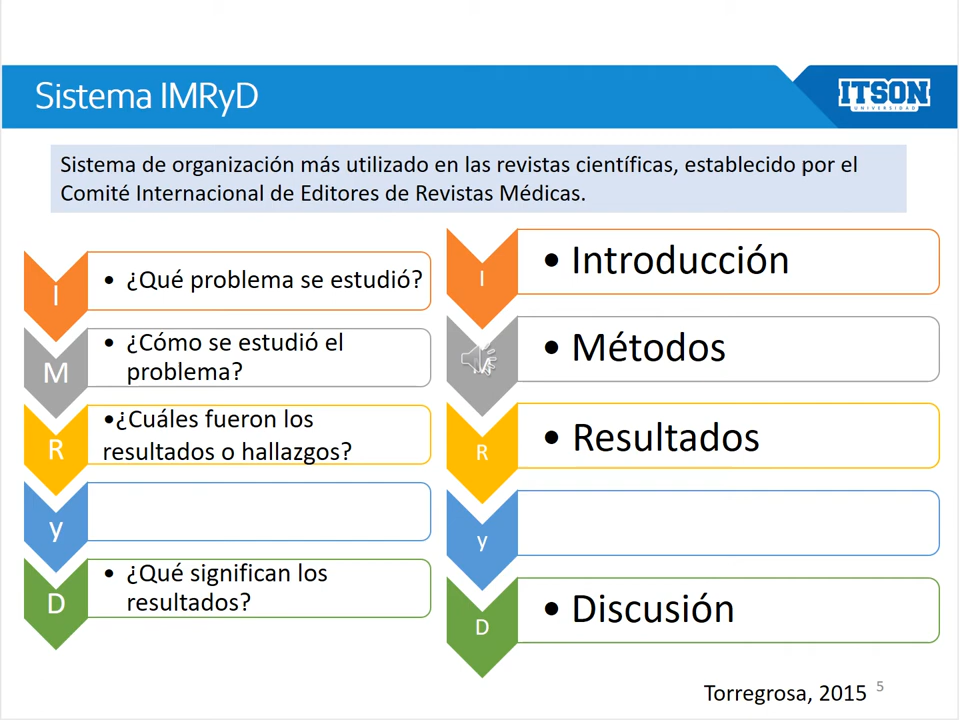 Sistema IMRyD
ITSON
UNIVERSIDAD
Sistema de organización más utilizado en las revistas científicas, establecido por el
Comité Internacional de Editores de Revistas Médicas.
I
• ¿Qué problema se estudió?
M
• ¿Cómo se estudió el
problema?
R
•¿Cuáles fueron los
resultados o hallazgos?
y
D
• ¿Qué significan los
resultados?
I
• Introducción
• Métodos
R
• Resultados
y
D
• Discusión
Torregrosa, 2015
5